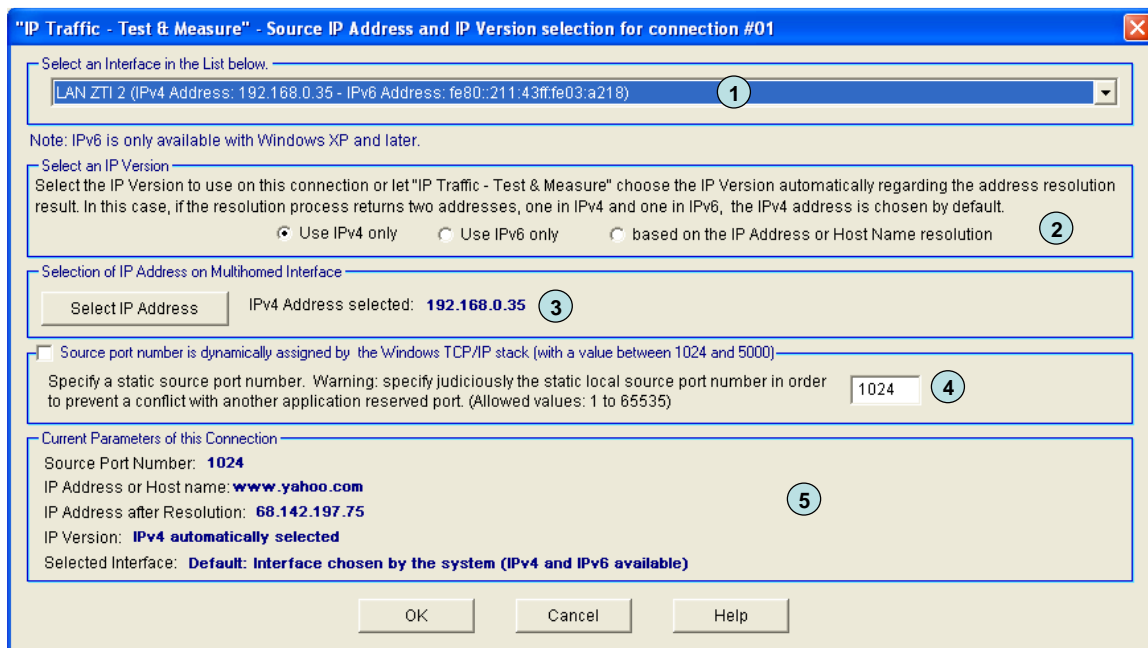 "IP Traffic - Test & Measure" - Source IP Address and IP Version selection for connection #01
Select an Interface in the List below.
LAN ZTI 2 (IPv4 Address: 192.168.0.35 - IPv6 Address: fe80::211:43ff:fe03:a218)
1
Note: IPv6 is only available with Windows XP and later.
Select an IP Version
Select the IP Version to use on this connection or let "IP Traffic - Test & Measure" choose the IP Version automatically regarding the address resolution
result. In this case, if the resolution process returns two addresses, one in IPv4 and one in IPv6, the IPv4 address is chosen by default.
Use IPv4 only Use IPv6 only based on the IP Address or Host Name resolution
2
Selection of IP Address on Multihomed Interface
Select IP Address IPv4 Address selected: 192.168.0.35 3
Source port number is dynamically assigned by the Windows TCP/IP stack (with a value between 1024 and 5000)
Specify a static source port number. Warning: specify judiciously the static local source port number in order
to prevent a conflict with another application reserved port. (Allowed values: 1 to 65535)
1024 4
Current Parameters of this Connection
Source Port Number: 1024
IP Address or Host name: www.yahoo.com
IP Address after Resolution: 68.142.197.75
5
IP Version: IPv4 automatically selected
Selected Interface: Default: Interface chosen by the system (IPv4 and IPv6 available)
OK Cancel Help